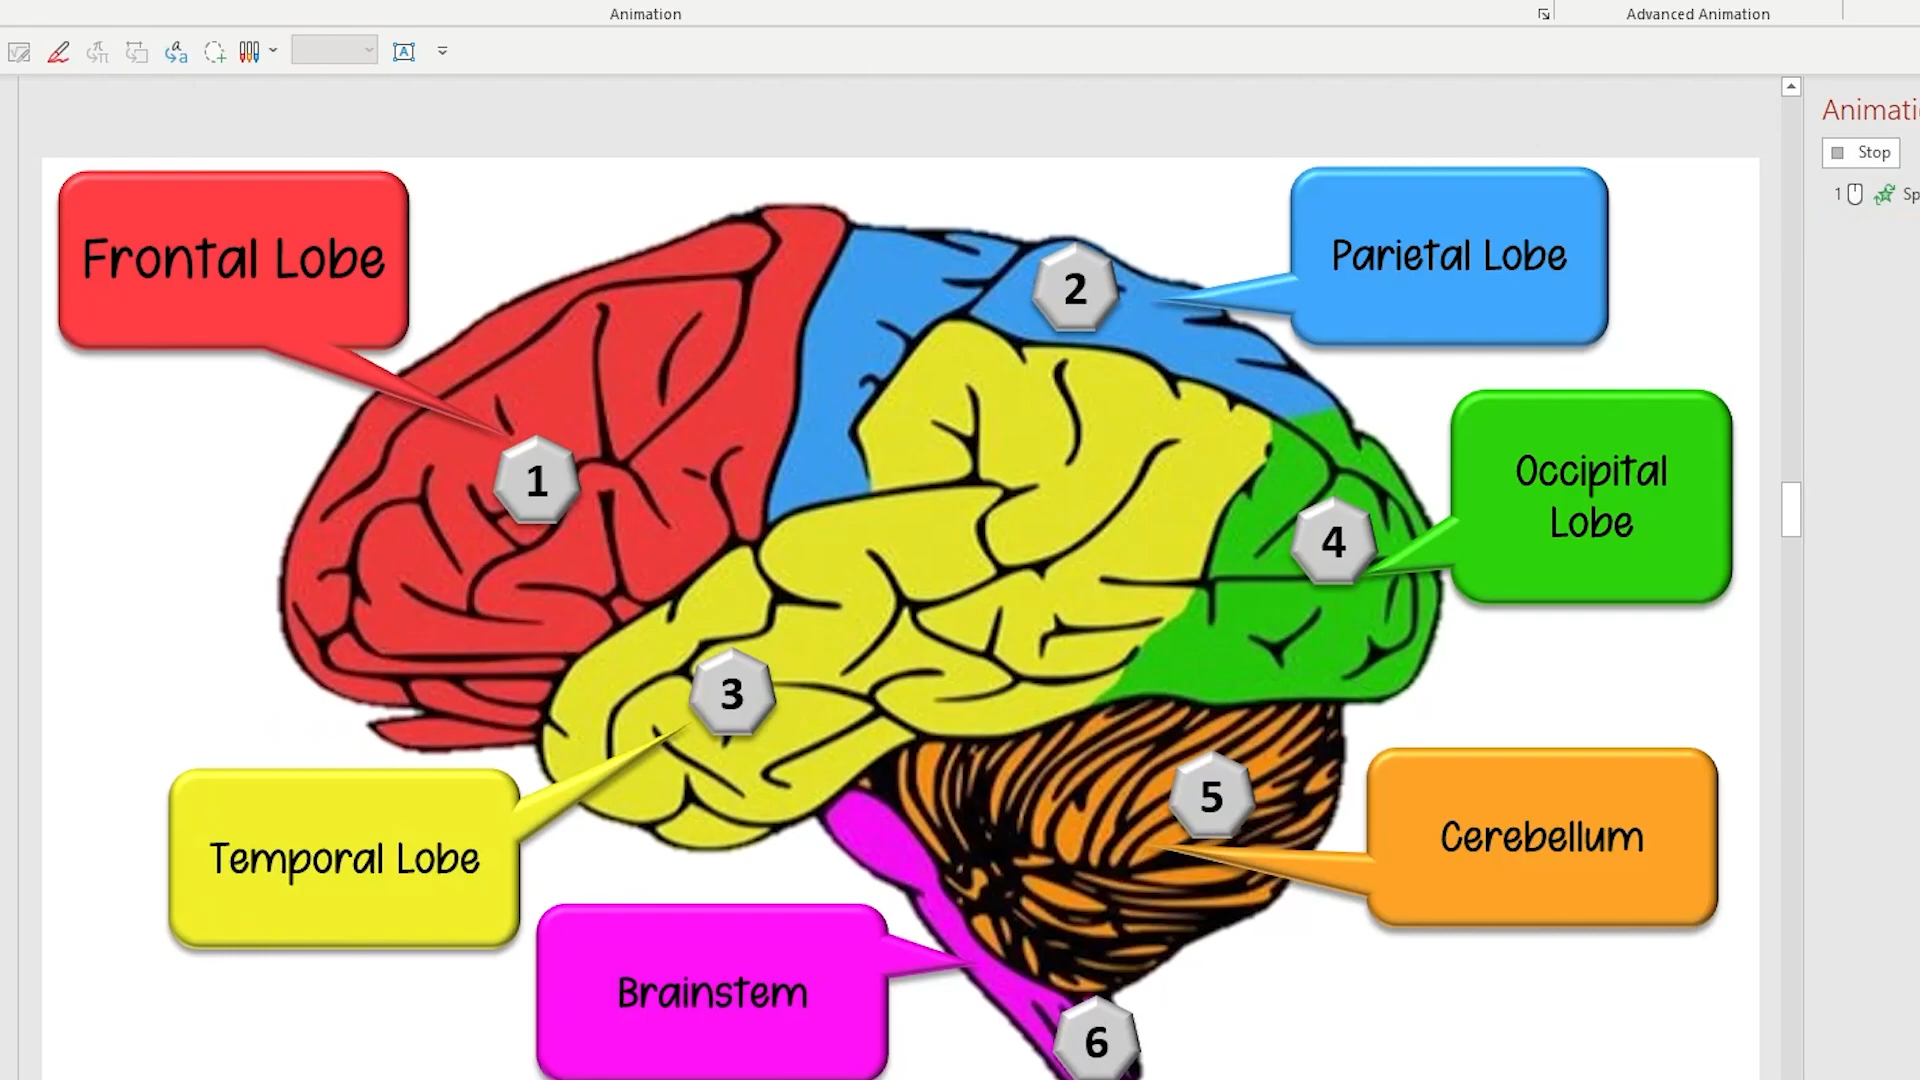 Animation
Advanced Animation
Animati
Stop
1
Sp
Frontal Lobe
Parietal Lobe
2
Occipital
Lobe
1
4
3
5
Cerebellum
Temporal Lobe
Brainstem
6